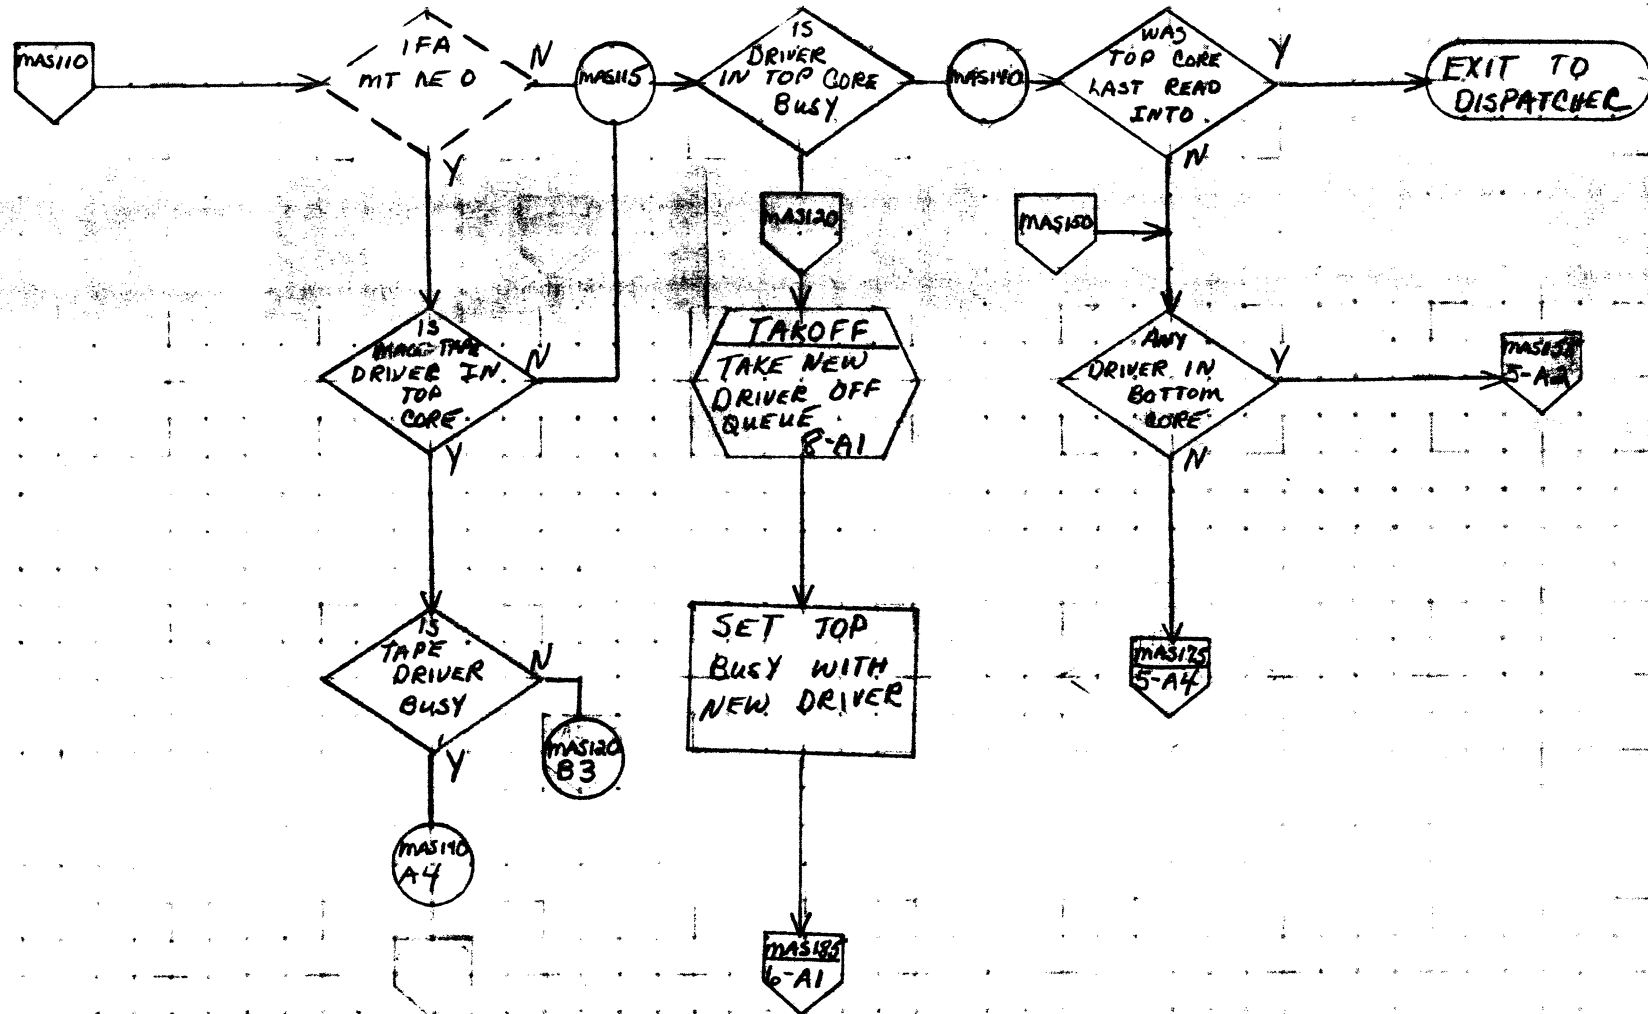 MAS110
IFA
MT NE 0
N
Y
MAS115
IS
DRIVER
IN TOP CORE
BUSY
MAS140
WAS
TOP CORE
LAST READ
INTO.
Y
N
EXIT TO
DISPATCHER
MAS120
MAS150
IS
MAGG-TAPE
DRIVER IN
TOP
CORE
N
Y
TAKOFF
TAKE NEW
DRIVER OFF
QUEUE
8-A1
ANY
DRIVER IN
BOTTOM
CORE
Y
N
5-A2
IS
TAPE
DRIVER
BUSY
N
Y
MAS120
B3
MAS140
A4
SET TOP
BUSY WITH
NEW DRIVER
MAS175
5-A4
MAS185
6-A1